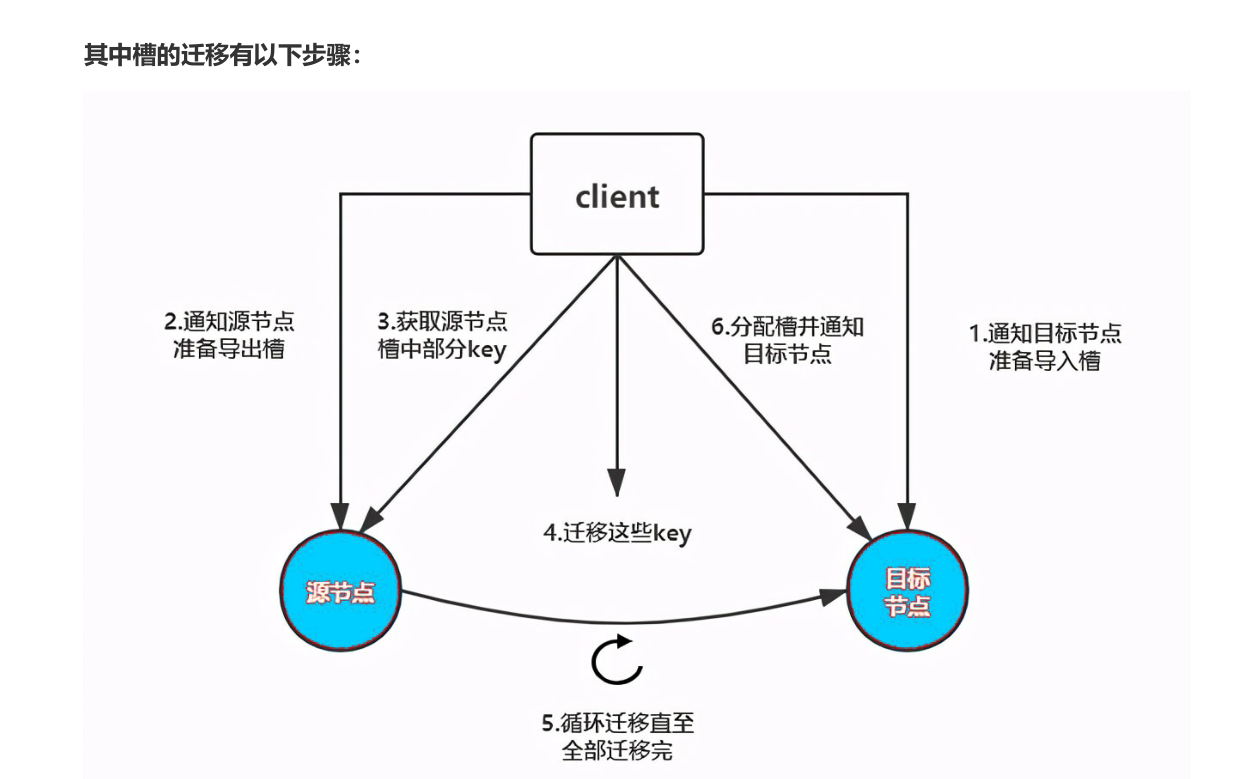 其中槽的迁移有以下步骤：
client
2.通知源节点
准备导出槽
3.获取源节点
槽中部分key
6.分配槽并通知
目标节点
1.通知目标节点
准备导入槽
4.迁移这些key
源节点
目标
节点
5.循环迁移直至
全部迁移完